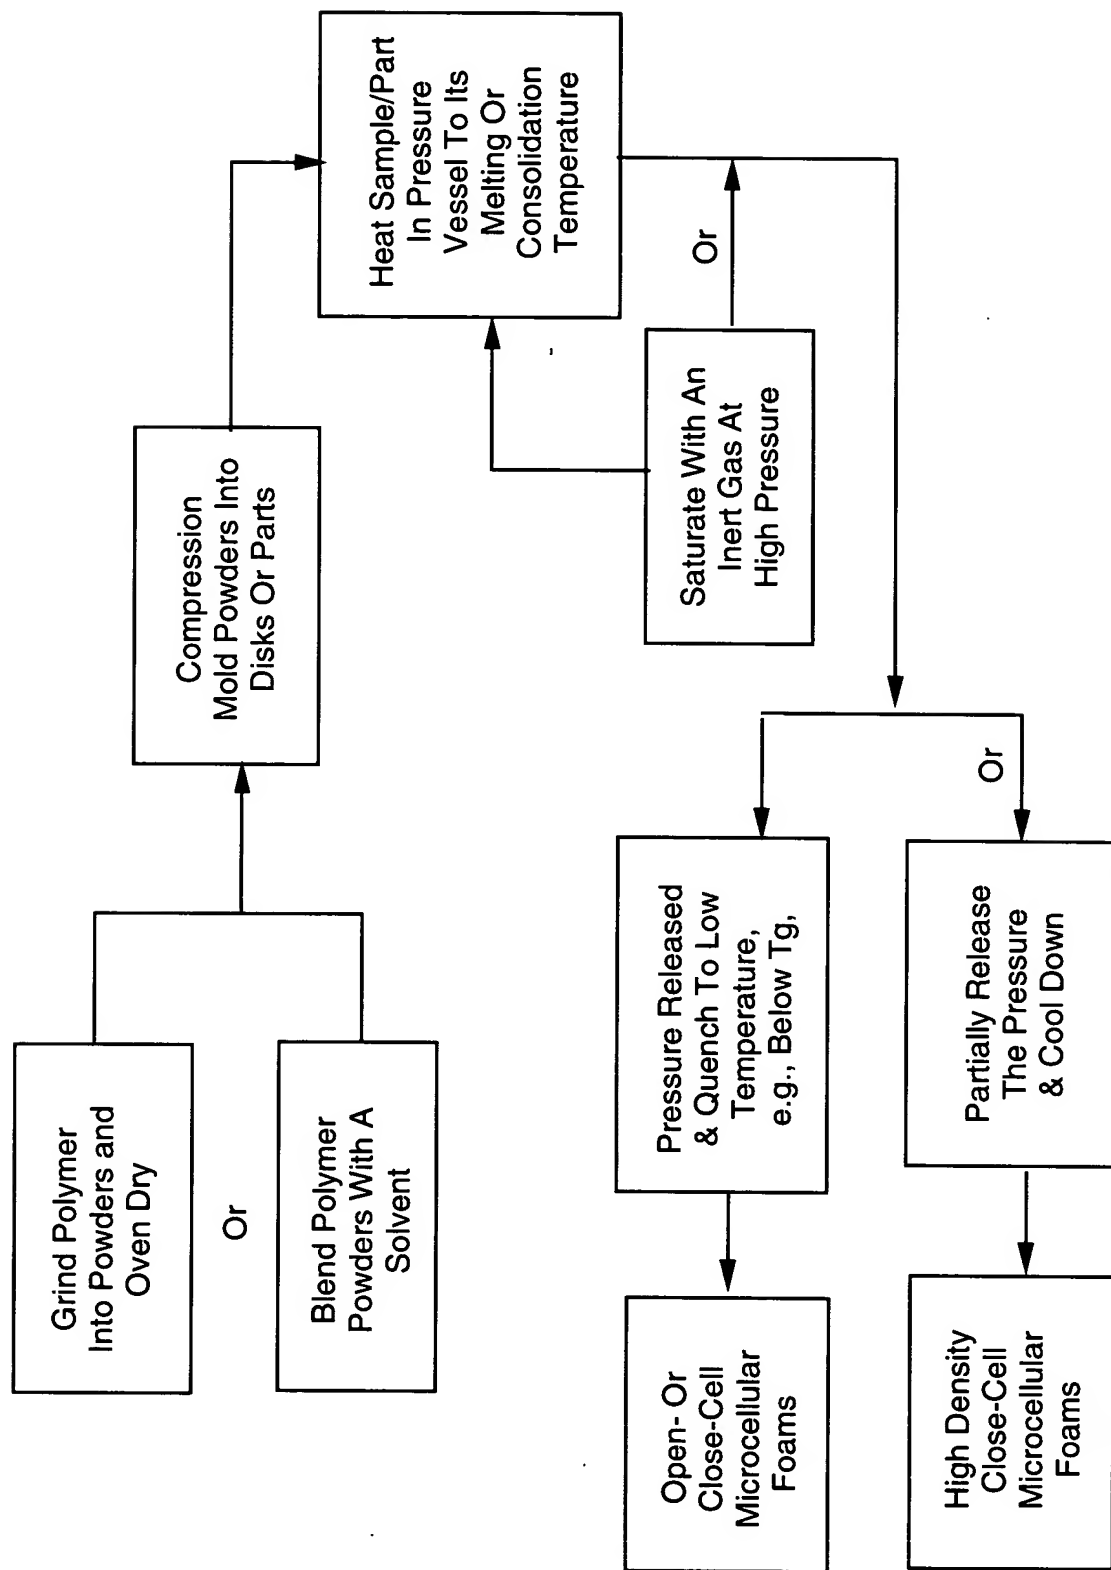 Grind Polymer
Into Powders and
Oven Dry
Or
Blend Polymer
Powders With A
Solvent
Compression
Mold Powders Into
Disks Or Parts
Heat Sample/Part
In Pressure
Vessel To Its
Melting Or
Consolidation
Temperature
Saturate With An
Inert Gas At
High Pressure
Or
Pressure Released
& Quench To Low
Temperature,
e.g., Below Tg,
Or
Partially Release
The Pressure
& Cool Down
Open- Or
Close-Cell
Microcellular
Foams
High Density
Close-Cell
Microcellular
Foams